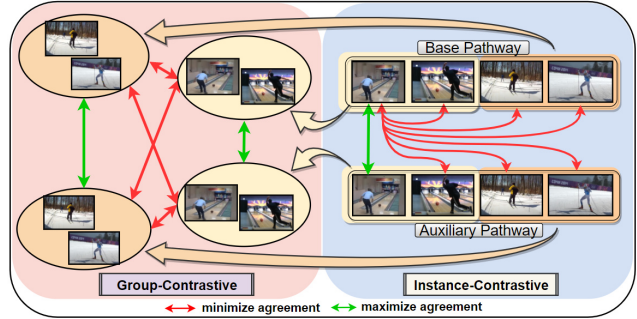 Base Pathway
Auxiliary Pathway
Group-Contrastive
Instance-Contrastive
minimize agreement
maximize agreement